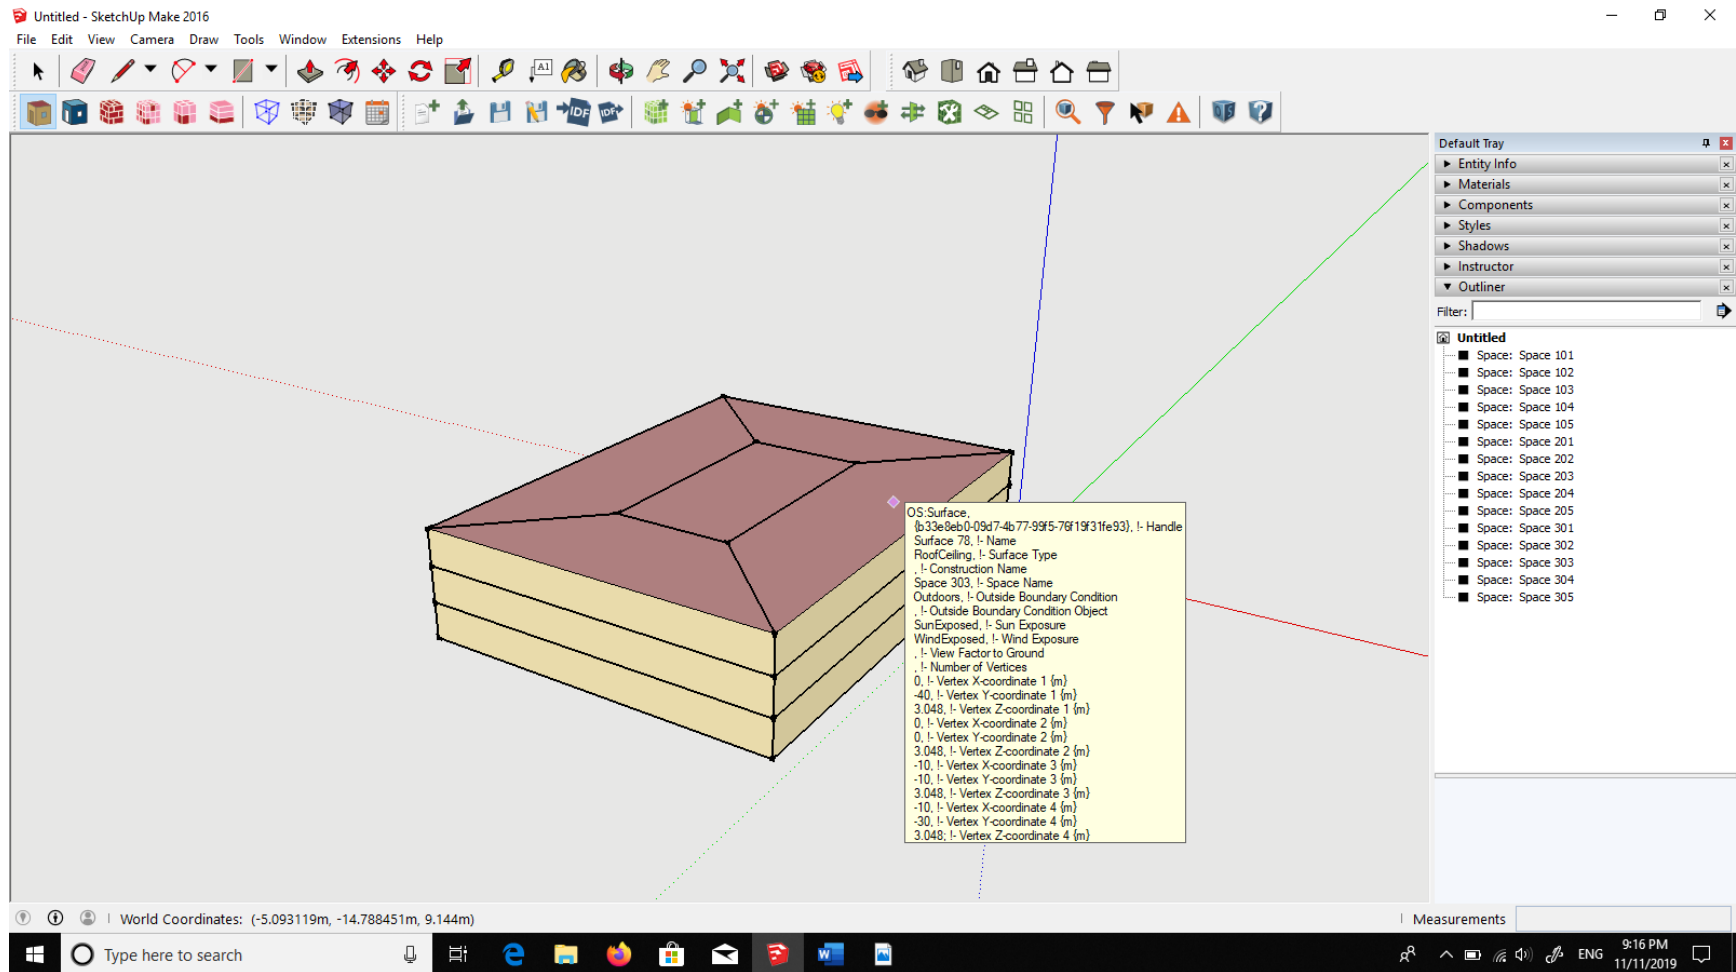 Untitled - SketchUp Make 2016
File Edit View Camera Draw Tools Window Extensions Help
A1
IDF IDF
OS
Default Tray
Entity Info
Materials
Components
Styles
Shadows
Instructor
Outliner
Filter:
Untitled
Space: Space 101
Space: Space 102
Space: Space 103
Space: Space 104
Space: Space 105
Space: Space 201
Space: Space 202
Space: Space 203
Space: Space 204
Space: Space 205
Space: Space 301
Space: Space 302
Space: Space 303
Space: Space 304
Space: Space 305
OS:Surface,
{b33e8eb0-09d7-4b77-99f5-76f19f31fe93}, !- Handle
Surface 78, !- Name
RoofCeiling, !- Surface Type
, !- Construction Name
Space 303, !- Space Name
Outdoors, !- Outside Boundary Condition
, !- Outside Boundary Condition Object
SunExposed, !- Sun Exposure
WindExposed, !- Wind Exposure
, !- View Factor to Ground
, !- Number of Vertices
0, !- Vertex X-coordinate 1 {m}
-40, !- Vertex Y-coordinate 1 {m}
3.048, !- Vertex Z-coordinate 1 {m}
0, !- Vertex X-coordinate 2 {m}
0, !- Vertex Y-coordinate 2 {m}
3.048, !- Vertex Z-coordinate 2 {m}
-10, !- Vertex X-coordinate 3 {m}
-10, !- Vertex Y-coordinate 3 {m}
3.048, !- Vertex Z-coordinate 3 {m}
-10, !- Vertex X-coordinate 4 {m}
-30, !- Vertex Y-coordinate 4 {m}
3.048; !- Vertex Z-coordinate 4 {m}
World Coordinates: (-5.093119m, -14.788451m, 9.144m)
Measurements
Type here to search
ENG
9:16 PM
11/11/2019